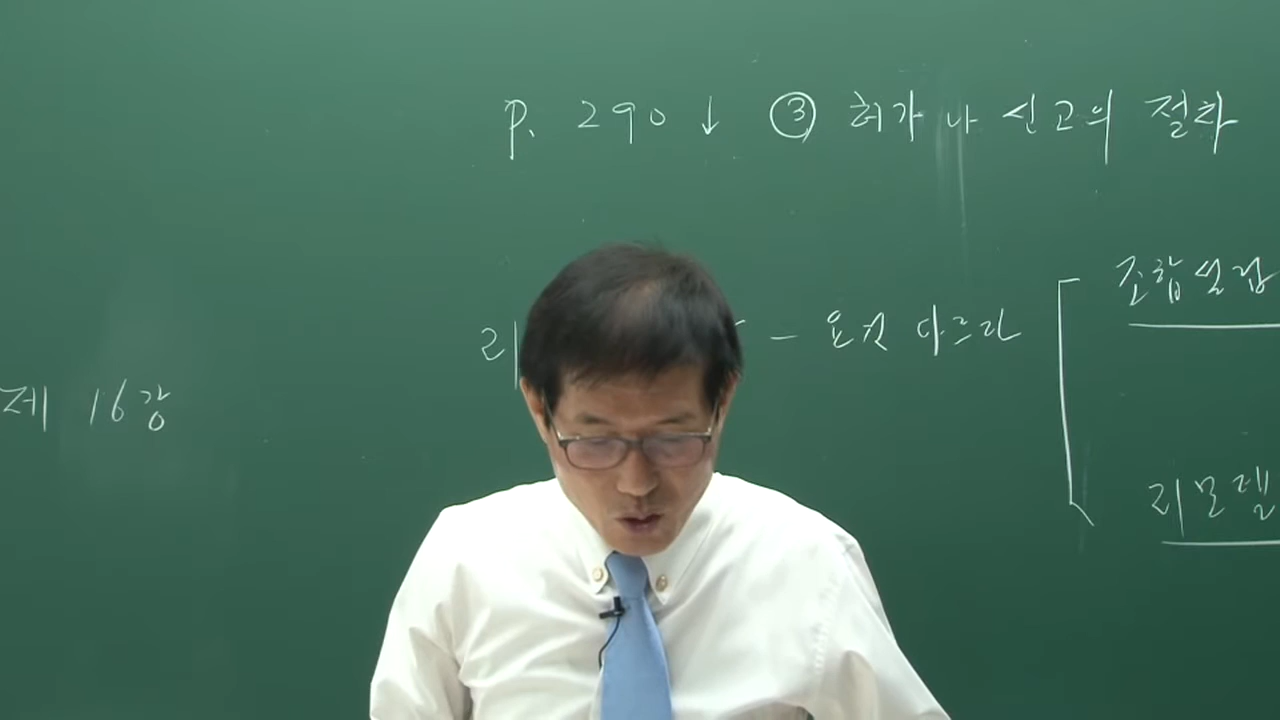 P. 290 ↓ ③ 허가나 신고의 절차
조합설립
리 — 요것 다르라
제 16강
리모델